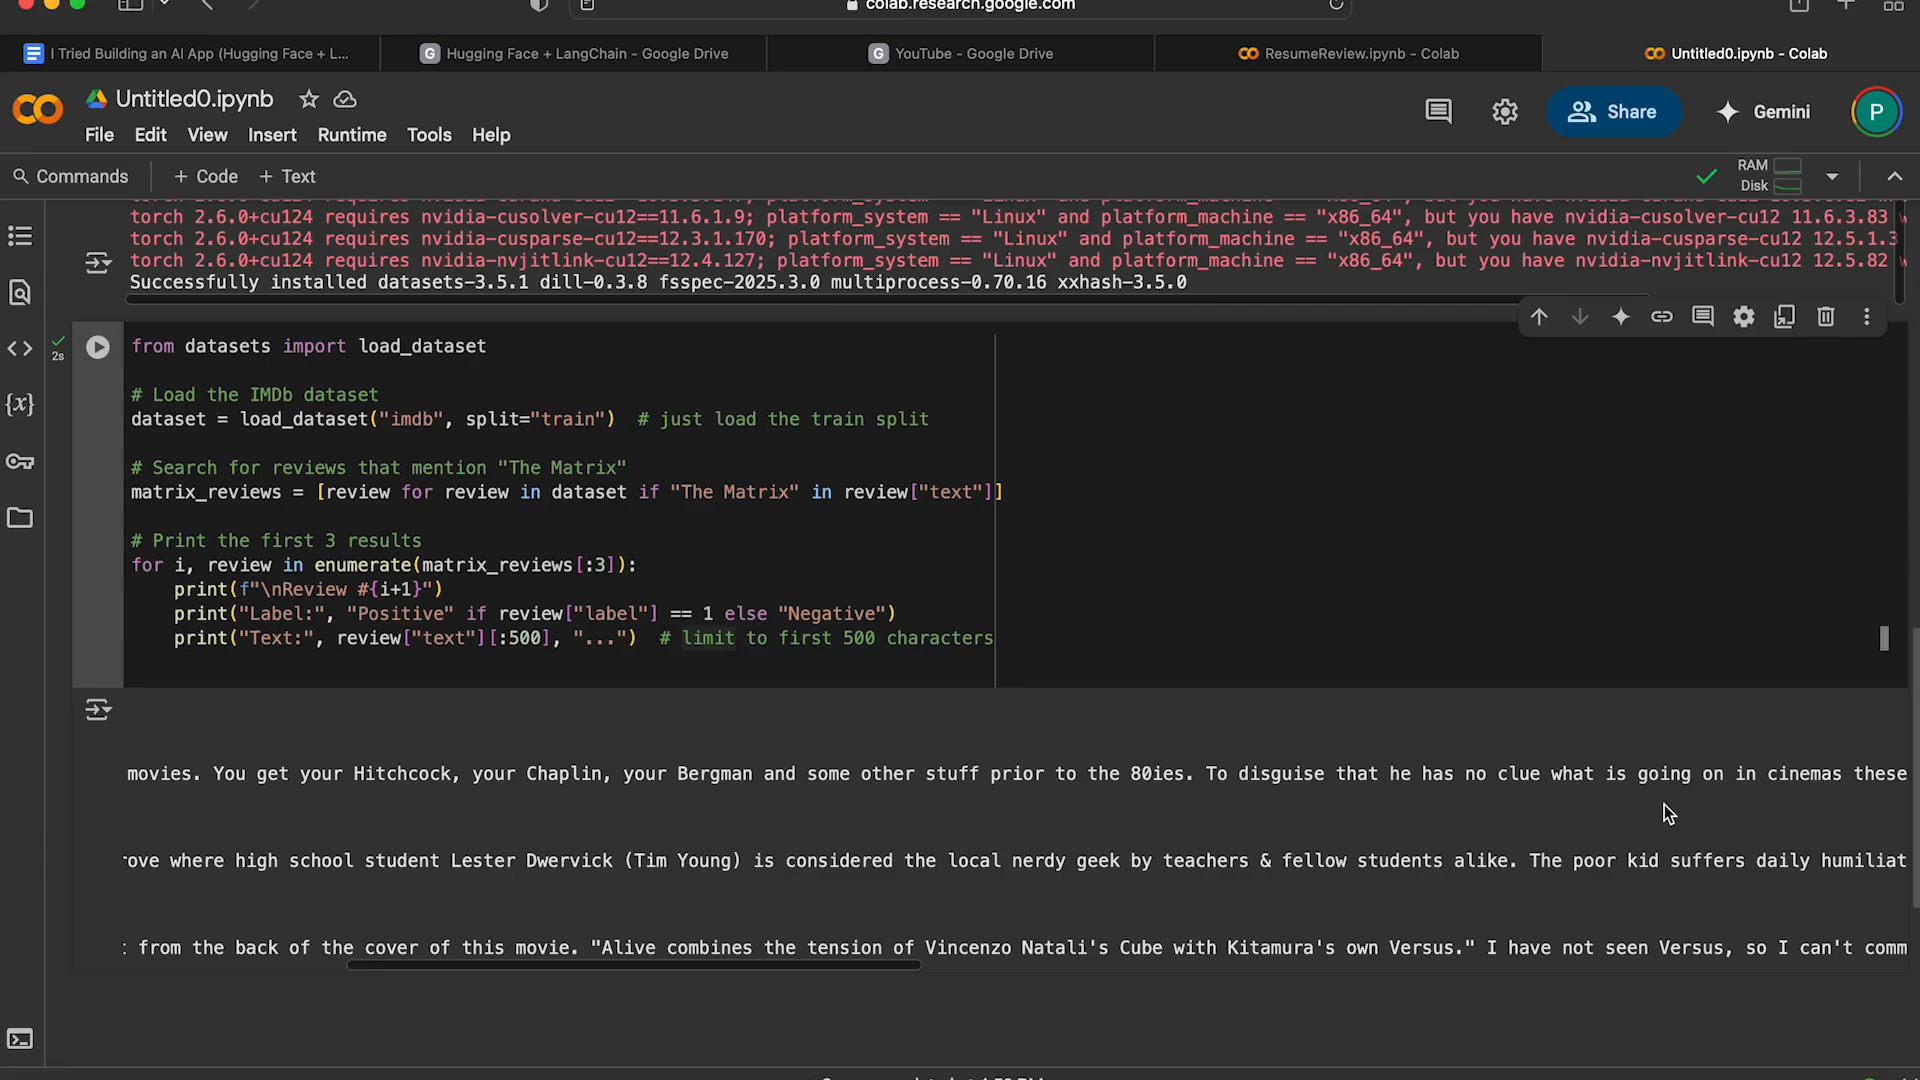 colab.research.google.com
I Tried Building an AI App (Hugging Face + L...
Hugging Face + LangChain - Google Drive
YouTube - Google Drive
ResumeReview.ipynb - Colab
Untitled0.ipynb - Colab
Untitled0.ipynb
File Edit View Insert Runtime Tools Help
Share
Gemini
P
Commands + Code + Text
RAM
Disk
torch 2.6.0+cu124 requires nvidia-cusolver-cu12==11.6.1.9; platform_system == "Linux" and platform_machine == "x86_64", but you have nvidia-cusolver-cu12 11.6.3.83 w
torch 2.6.0+cu124 requires nvidia-cusparse-cu12==12.3.1.170; platform_system == "Linux" and platform_machine == "x86_64", but you have nvidia-cusparse-cu12 12.5.1.3
torch 2.6.0+cu124 requires nvidia-nvjitlink-cu12==12.4.127; platform_system == "Linux" and platform_machine == "x86_64", but you have nvidia-nvjitlink-cu12 12.5.82 w
Successfully installed datasets-3.5.1 dill-0.3.8 fsspec-2025.3.0 multiprocess-0.70.16 xxhash-3.5.0
2s
from datasets import load_dataset
# Load the IMDb dataset
dataset = load_dataset("imdb", split="train")  # just load the train split
# Search for reviews that mention "The Matrix"
matrix_reviews = [review for review in dataset if "The Matrix" in review["text"]]
# Print the first 3 results
for i, review in enumerate(matrix_reviews[:3]):
    print(f"\nReview #{i+1}")
    print("Label:", "Positive" if review["label"] == 1 else "Negative")
    print("Text:", review["text"][:500], "...")  # limit to first 500 characters
movies. You get your Hitchcock, your Chaplin, your Bergman and some other stuff prior to the 80ies. To disguise that he has no clue what is going on in cinemas these
rove where high school student Lester Dwervick (Tim Young) is considered the local nerdy geek by teachers & fellow students alike. The poor kid suffers daily humiliat
: from the back of the cover of this movie. "Alive combines the tension of Vincenzo Natali's Cube with Kitamura's own Versus." I have not seen Versus, so I can't comm